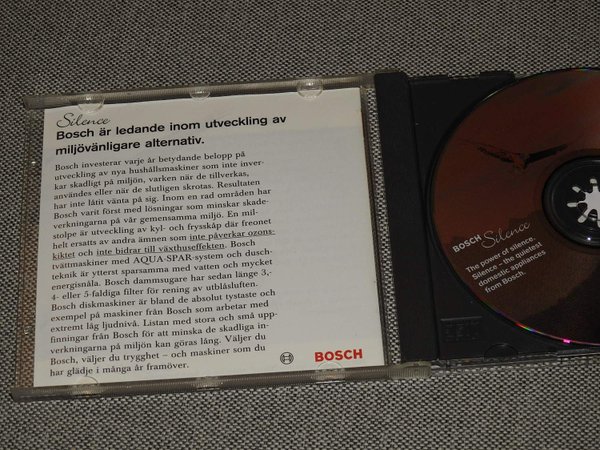 Silence
Bosch är ledande inom utveckling av
miljövänligare alternativ.
Bosch investerar varje år betydande belopp på
utveckling av nya hushållsmaskiner som inte inver-
kar skadligt på miljön, varken när de tillverkas,
användes eller när de slutligen skrotas. Resultaten
har inte låtit vänta på sig. Inom en rad områden har
Bosch varit först med lösningar som minskar skade-
verkningarna på vår gemensamma miljö. En mil-
stolpe är utveckling av kyl- och frysskåp där freonet
helt ersatts av andra ämnen som inte påverkar ozons-
kiktet och inte bidrar till växthuseffekten. Bosch
tvättmaskiner med AQUA-SPAR-system och dusch-
teknik är ytterst sparsamma med vatten och mycket
energisnåla. Bosch dammsugare har sedan länge 3,-
4- eller 5-faldiga filter för rening av utblåsluften.
Bosch diskmaskiner är bland de absolut tystaste och
exempel på maskiner från Bosch som arbetar med
extremt låg ljudnivå. Listan med stora och små upp-
finningar från Bosch för att minska de skadliga in-
verkningarna på miljön kan göras lång. Väljer du
Bosch, väljer du trygghet – och maskiner som du
har glädje i många år framöver.
BOSCH
BOSCH Silence
The power of silence.
Silence - the quietest
domestic appliances
from Bosch.